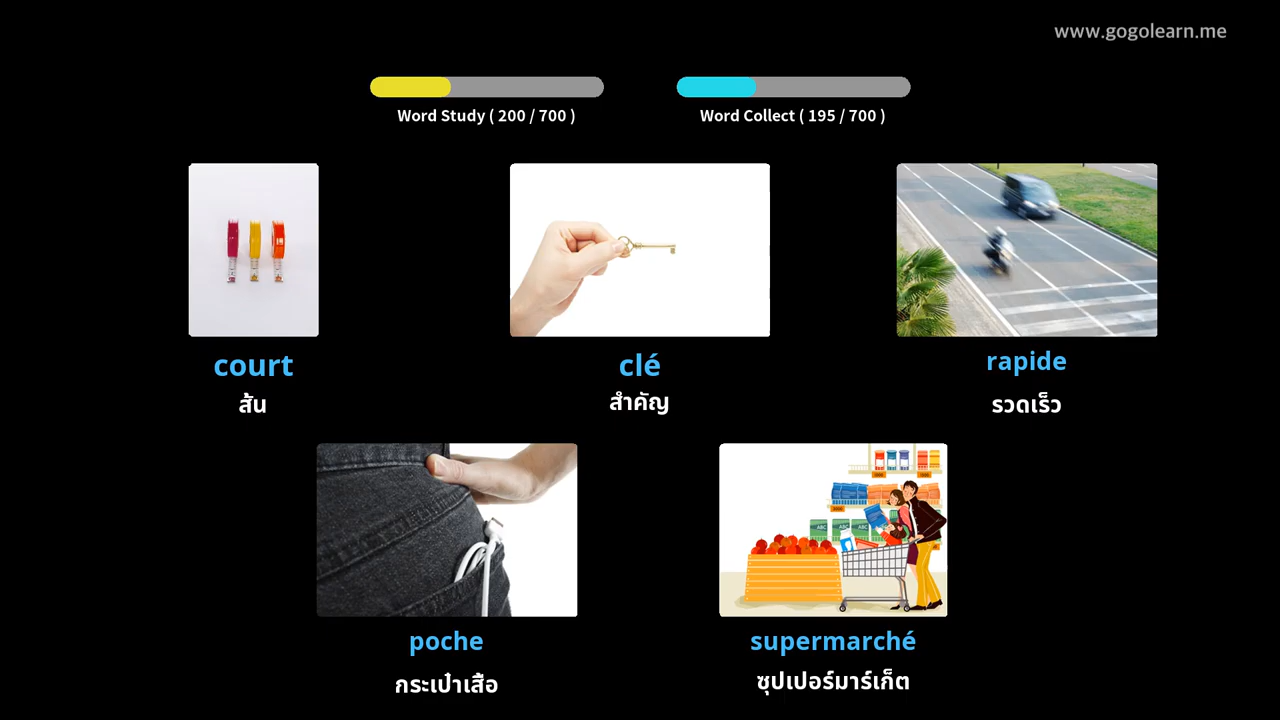 www.gogolearn.me
Word Study ( 200 / 700 )
Word Collect ( 195 / 700 )
court
clé
rapide
สั้น
สำคัญ
รวดเร็ว
poche
supermarché
กระเป๋าเสื้อ
ซุปเปอร์มาร์เก็ต